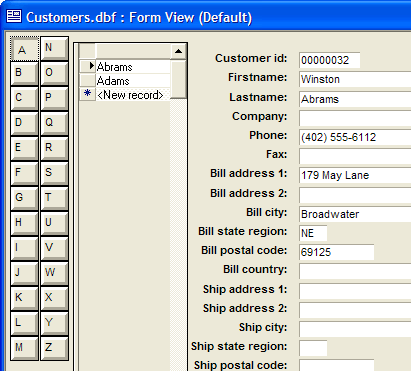 Customers.dbf : Form View (Default)
A N
B O
C P
D Q
E R
F S
G T
H U
I V
J W
K X
L Y
M Z
Abrams
Adams
<New record>
Customer id: 00000032
Firstname: Winston
Lastname: Abrams
Company:
Phone: (402) 555-6112
Fax:
Bill address 1: 179 May Lane
Bill address 2:
Bill city: Broadwater
Bill state region: NE
Bill postal code: 69125
Bill country:
Ship address 1:
Ship address 2:
Ship city:
Ship state region:
Ship postal code: